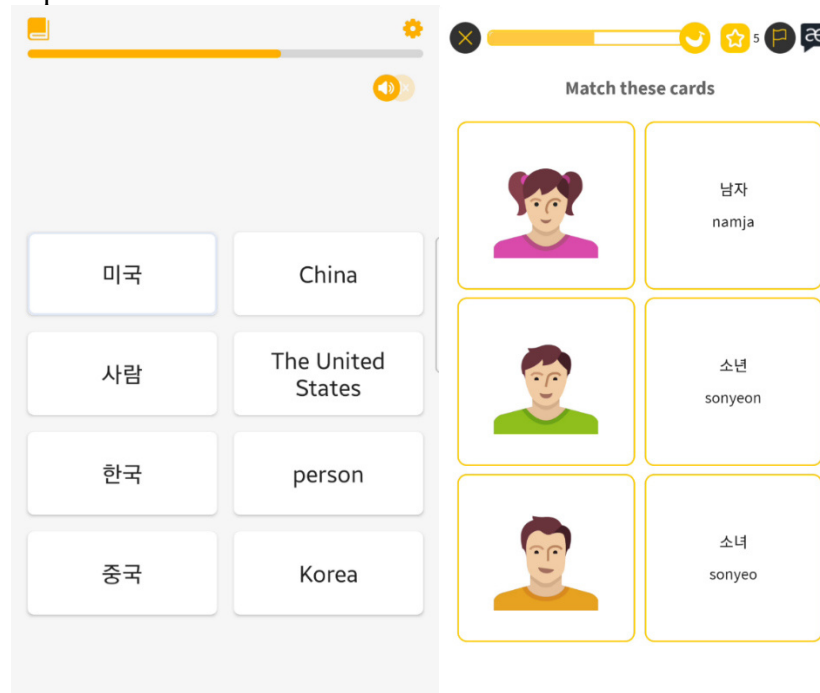 미국
China
사람
The United
States
한국
person
중국
Korea
5
æ
Match these cards
남자
namja
소년
sonyeon
소녀
sonyeo